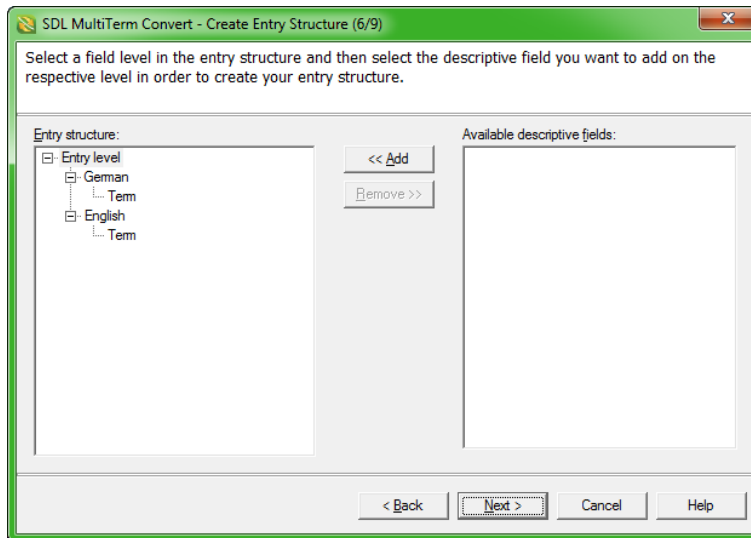 SDL MultiTerm Convert - Create Entry Structure (6/9)
Select a field level in the entry structure and then select the descriptive field you want to add on the
respective level in order to create your entry structure.
Entry structure:
Available descriptive fields:
Entry level
German
Term
English
Term
<< Add
Remove >>
< Back
Next >
Cancel
Help